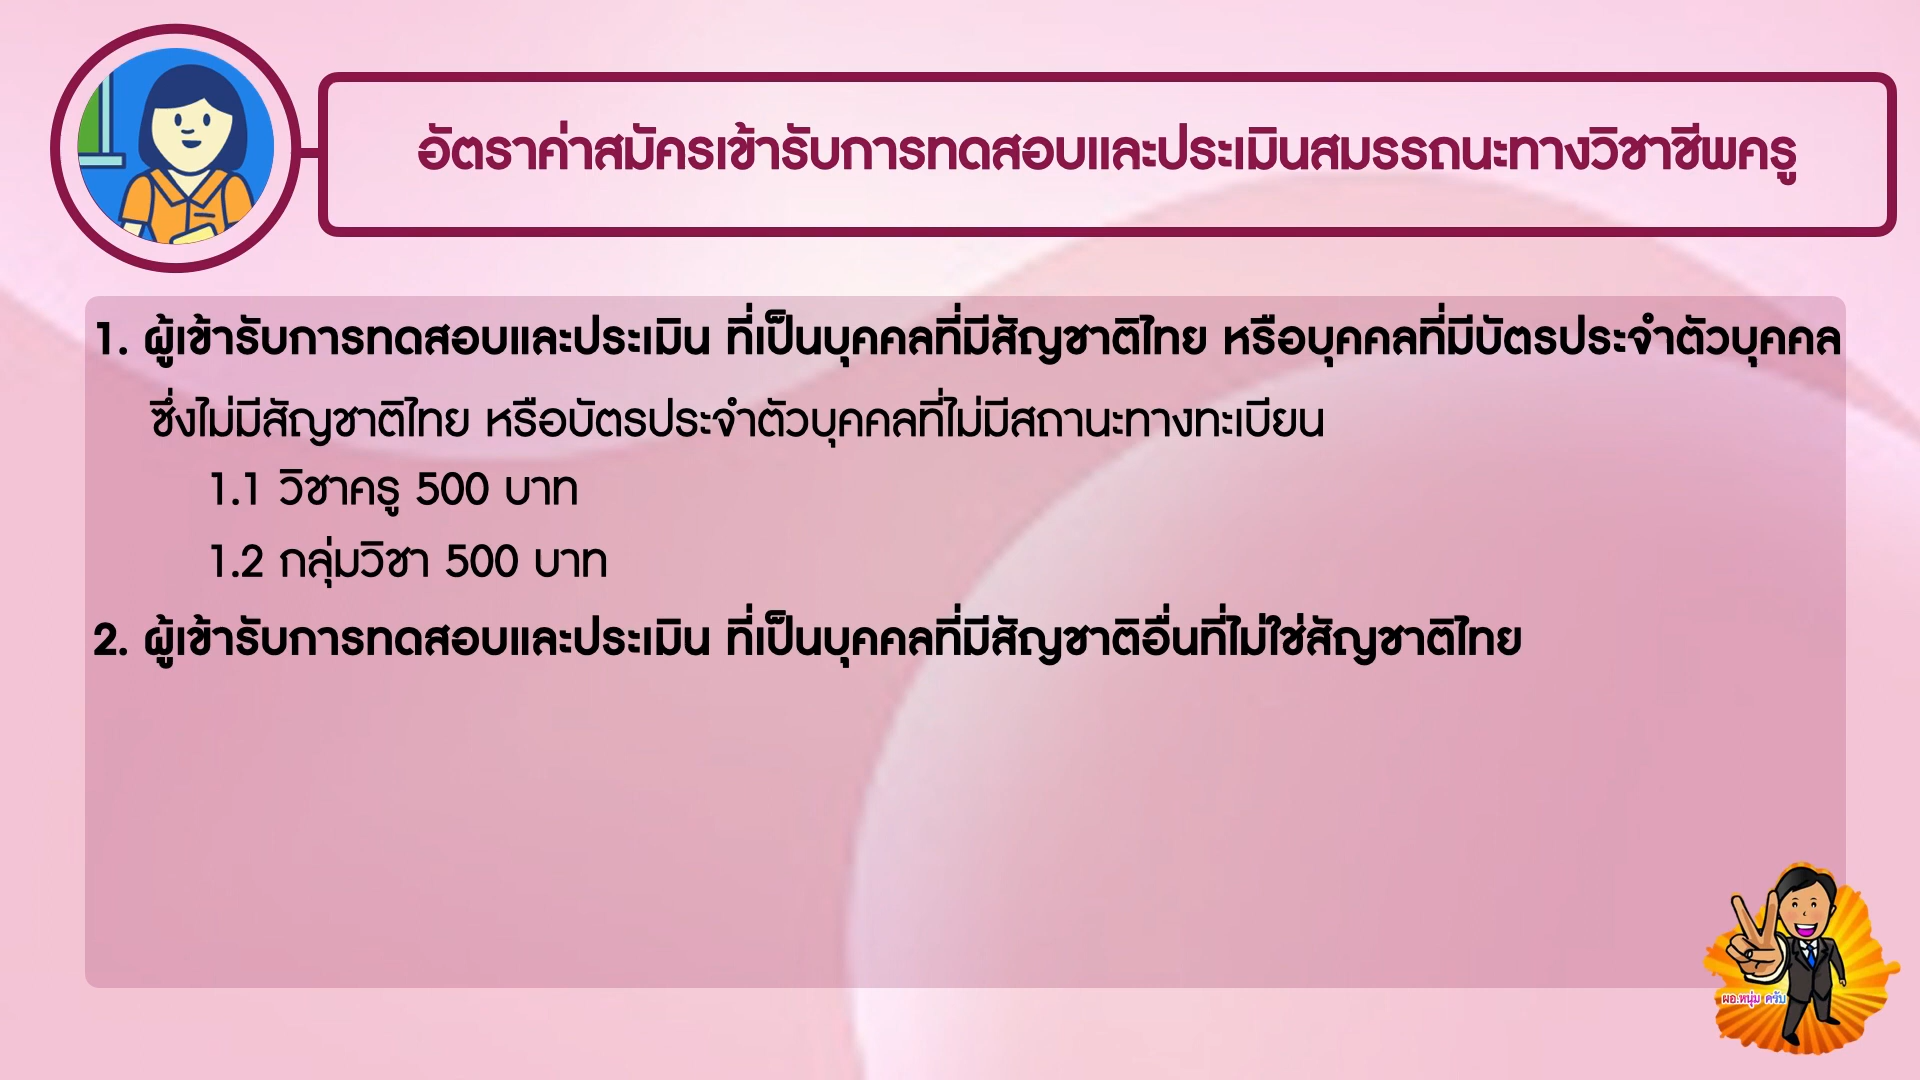 อัตราค่าสมัครเข้ารับการทดสอบและประเมินสมรรถนะทางวิชาชีพครู
1. ผู้เข้ารับการทดสอบและประเมิน ที่เป็นบุคคลที่มีสัญชาติไทย หรือบุคคลที่มีบัตรประจำตัวบุคคล
ซึ่งไม่มีสัญชาติไทย หรือบัตรประจำตัวบุคคลที่ไม่มีสถานะทางทะเบียน
1.1 วิชาครู 500 บาท
1.2 กลุ่มวิชา 500 บาท
2. ผู้เข้ารับการทดสอบและประเมิน ที่เป็นบุคคลที่มีสัญชาติอื่นที่ไม่ใช่สัญชาติไทย
ผอ.หนุ่ม ครับ